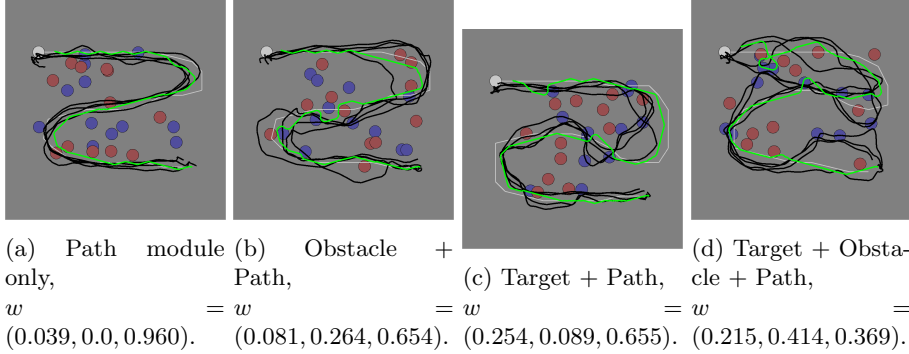 (a) Path module
only,
w =
(0.039, 0.0, 0.960).
(b) Obstacle +
Path,
w =
(0.081, 0.264, 0.654).
(c) Target + Path,
w =
(0.254, 0.089, 0.655).
(d) Target + Obsta-
cle + Path,
w =
(0.215, 0.414, 0.369).